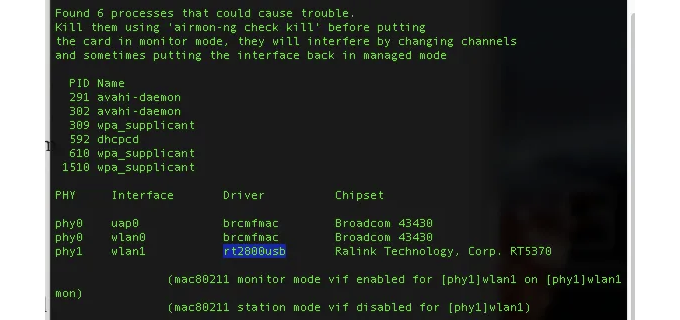 Found 6 processes that could cause trouble.
Kill them using 'airmon-ng check kill' before putting
the card in monitor mode, they will interfere by changing channels
and sometimes putting the interface back in managed mode
PID Name
291 avahi-daemon
302 avahi-daemon
309 wpa_supplicant
592 dhcpcd
610 wpa_supplicant
1510 wpa_supplicant
PHY Interface Driver Chipset
phy0 uap0 brcmfmac Broadcom 43430
phy0 wlan0 brcmfmac Broadcom 43430
phy1 wlan1 rt2800usb Ralink Technology, Corp. RT5370
(mac80211 monitor mode vif enabled for [phy1]wlan1 on [phy1]wlan1
mon)
(mac80211 station mode vif disabled for [phy1]wlan1)